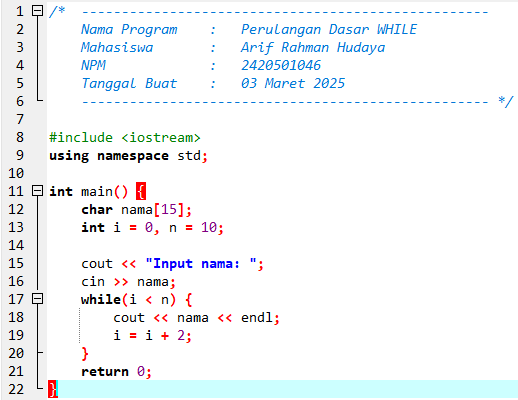 1 /* ---------------------------------------------------
2 Nama Program : Perulangan Dasar WHILE
3 Mahasiswa : Arif Rahman Hudaya
4 NPM : 2420501046
5 Tanggal Buat : 03 Maret 2025
6 --------------------------------------------------- */
7
8 #include <iostream>
9 using namespace std;
10
11 int main() {
12 char nama[15];
13 int i = 0, n = 10;
14
15 cout << "Input nama: ";
16 cin >> nama;
17 while(i < n) {
18 cout << nama << endl;
19 i = i + 2;
20 }
21 return 0;
22 }